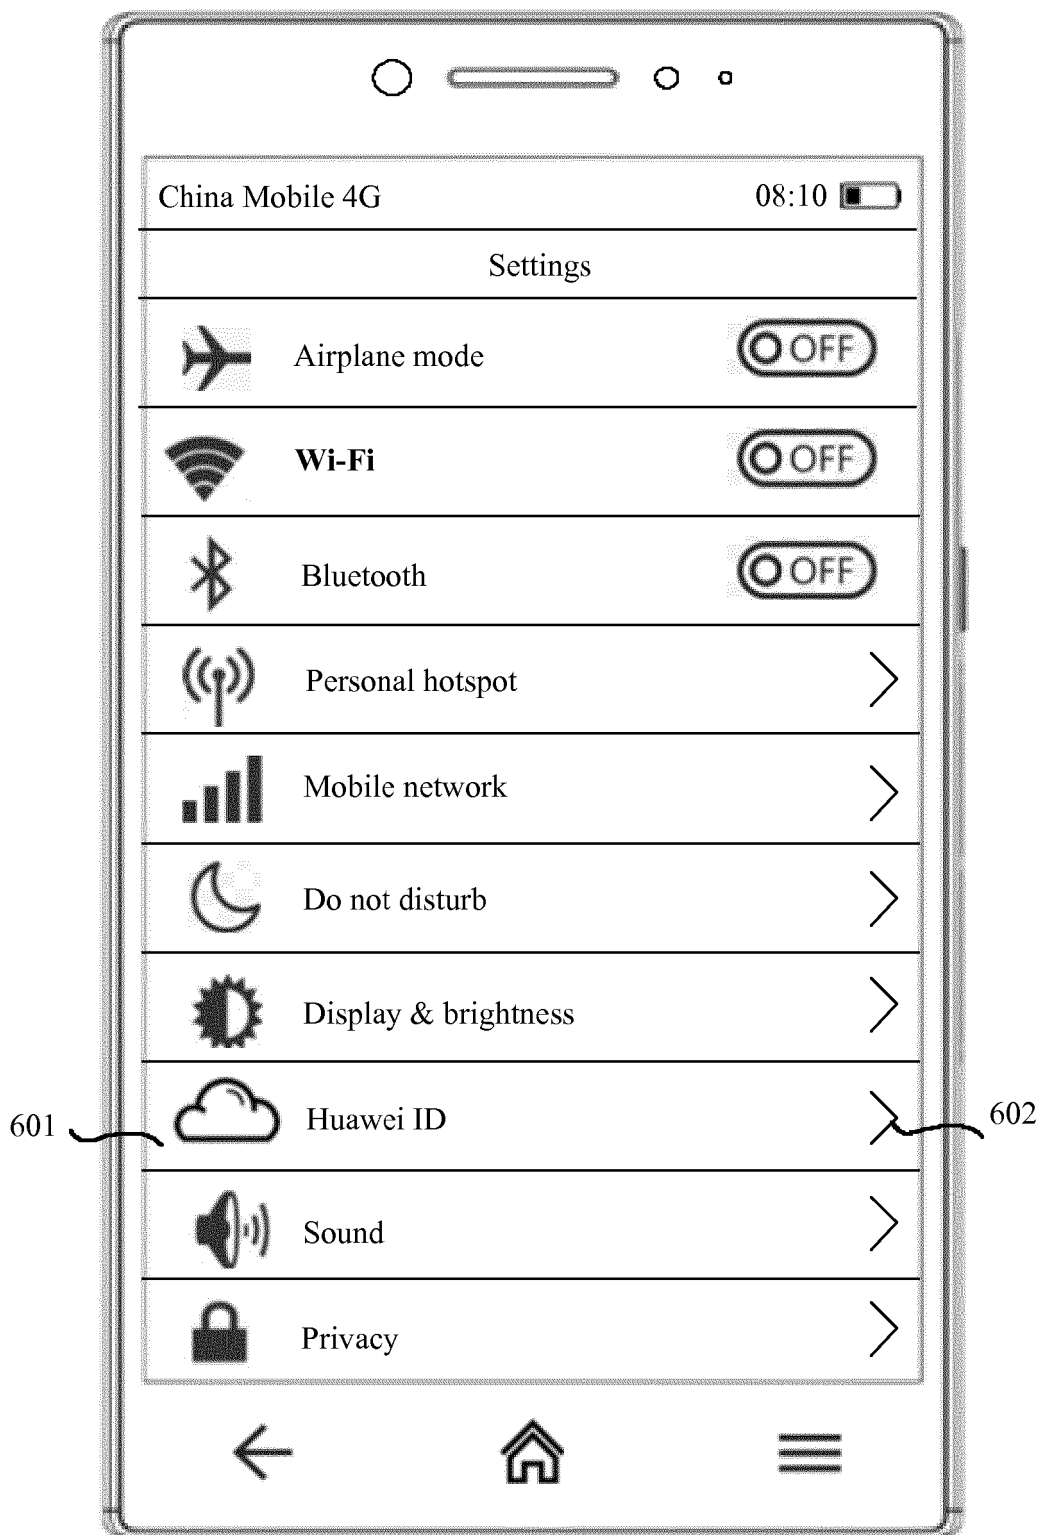 China Mobile 4G 08:10
Settings
Airplane mode OFF
Wi-Fi OFF
Bluetooth OFF
Personal hotspot
Mobile network
Do not disturb
Display & brightness
601 Huawei ID 602
Sound
Privacy